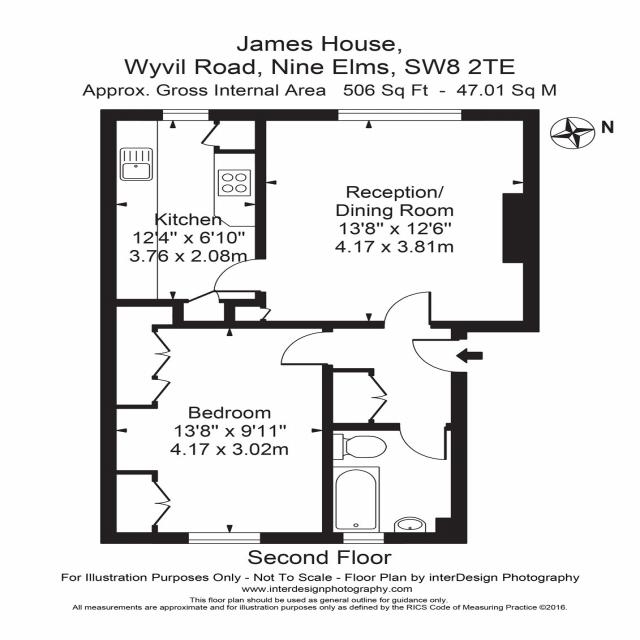 James House,
Wyvil Road, Nine Elms, SW8 2TE
Approx. Gross Internal Area 506 Sq Ft - 47.01 Sq M
N
Reception/
Dining Room
13'8" x 12'6"
4.17 x 3.81m
Kitchen
12'4" x 6'10"
3.76 x 2.08m
Bedroom
13'8" x 9'11"
4.17 x 3.02m
Second Floor
For Illustration Purposes Only - Not To Scale - Floor Plan by interDesign Photography
www.interdesignphotography.com
This floor plan should be used as general outline for guidance only.
All measurements are approximate and for illustration purposes only as defined by the RICS Code of Measuring Practice ©2016.